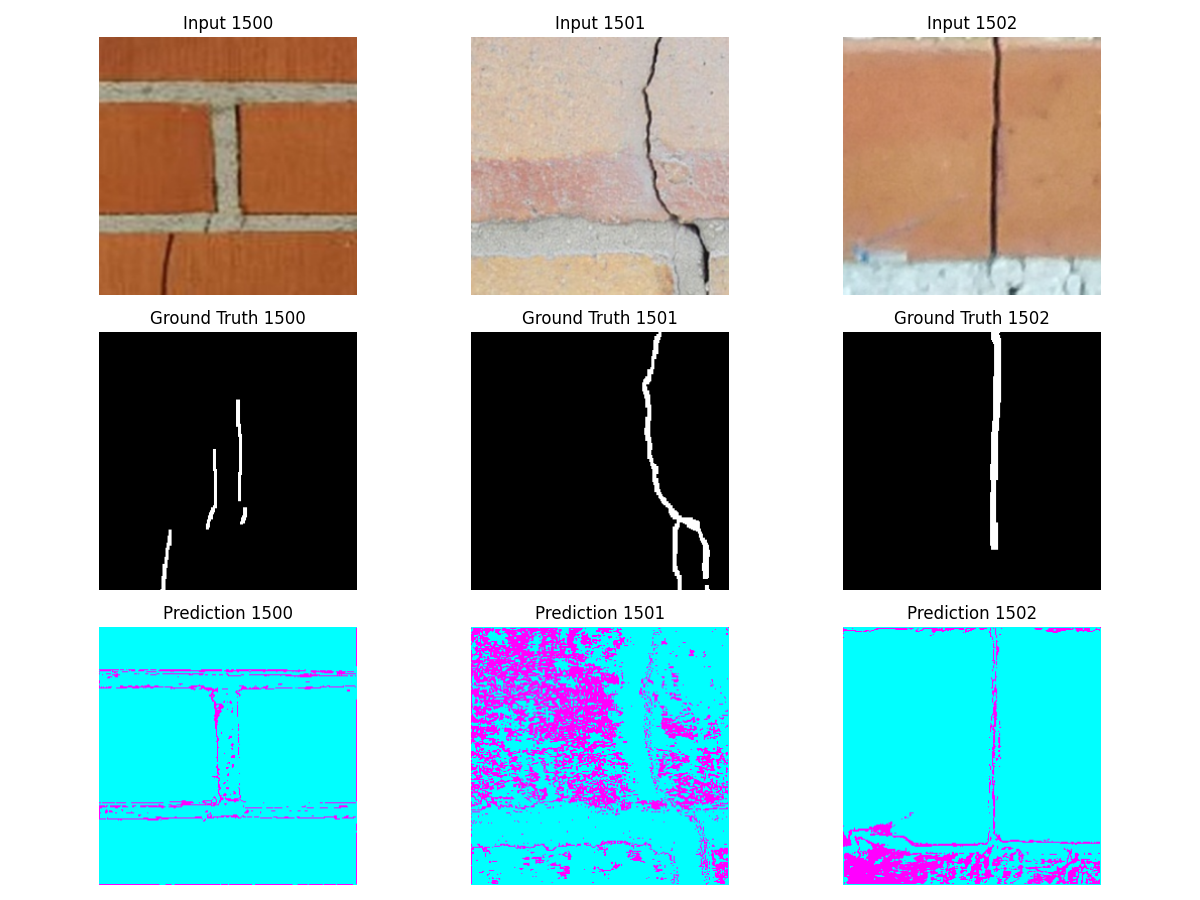 Input 1500
Input 1501
Input 1502
Ground Truth 1500
Ground Truth 1501
Ground Truth 1502
Prediction 1500
Prediction 1501
Prediction 1502